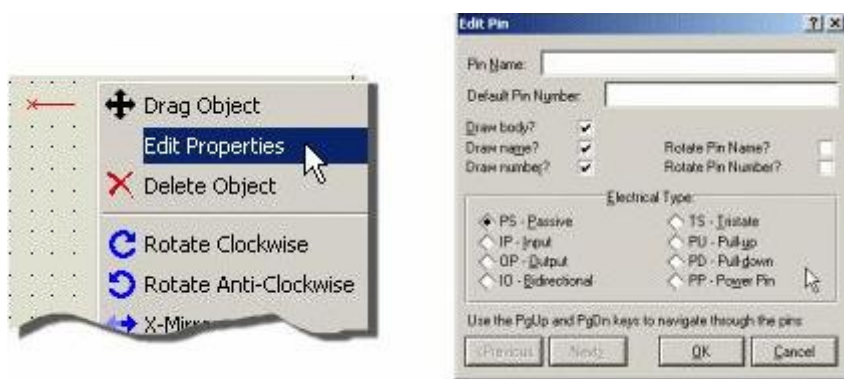 Drag Object
Edit Properties
Delete Object
Rotate Clockwise
Rotate Anti-Clockwise
X-Mirror
Edit Pin
Pin Name:
Default Pin Number:
Draw body?
Draw name? Rotate Pin Name?
Draw number? Rotate Pin Number?
Electrical Type:
PS - Passive TS - Tristate
IP - Input PU - Pull-up
OP - Output PD - Pull-down
IO - Bidirectional PP - Power Pin
Use the PgUp and PgDn keys to navigate through the pins
<Previous Next> OK Cancel